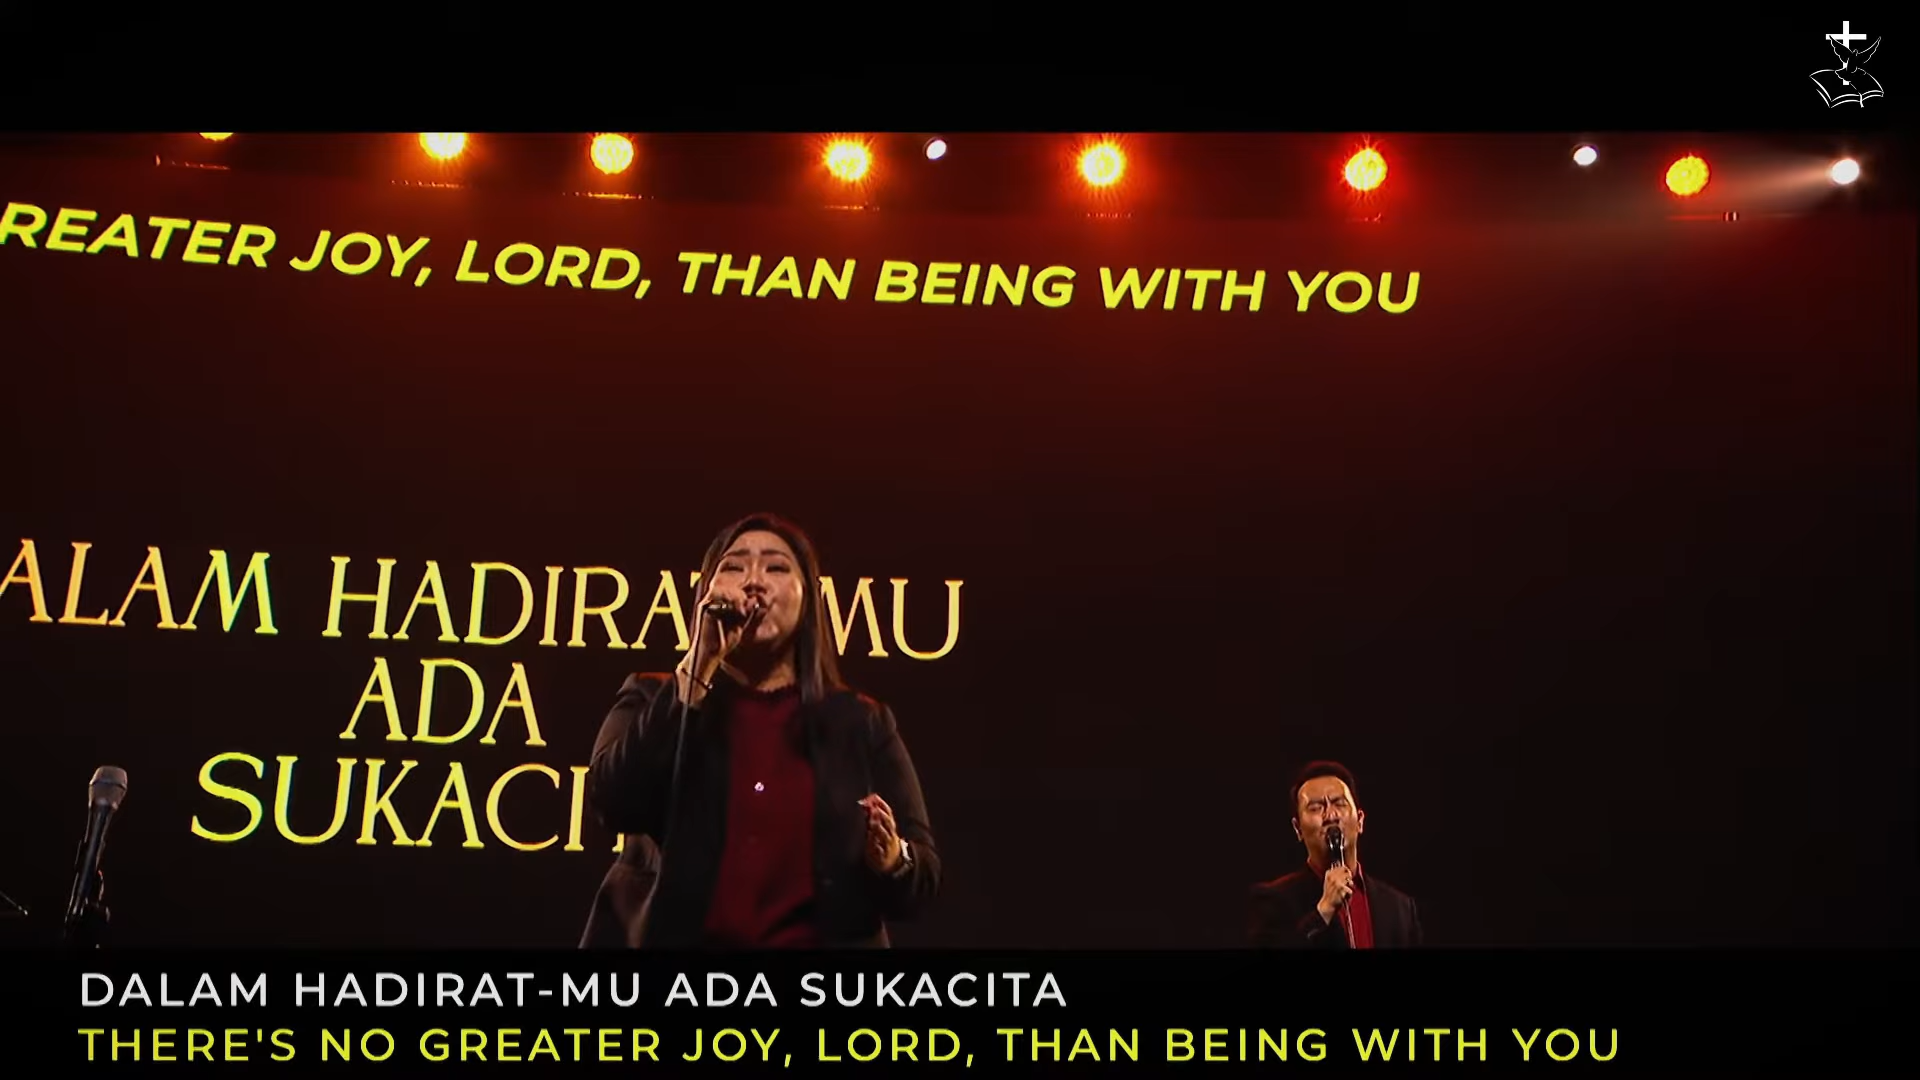 REATER JOY, LORD, THAN BEING WITH YOU
ALAM HADIRAT-MU
ADA
SUKACI
DALAM HADIRAT-MU ADA SUKACITA
THERE'S NO GREATER JOY, LORD, THAN BEING WITH YOU